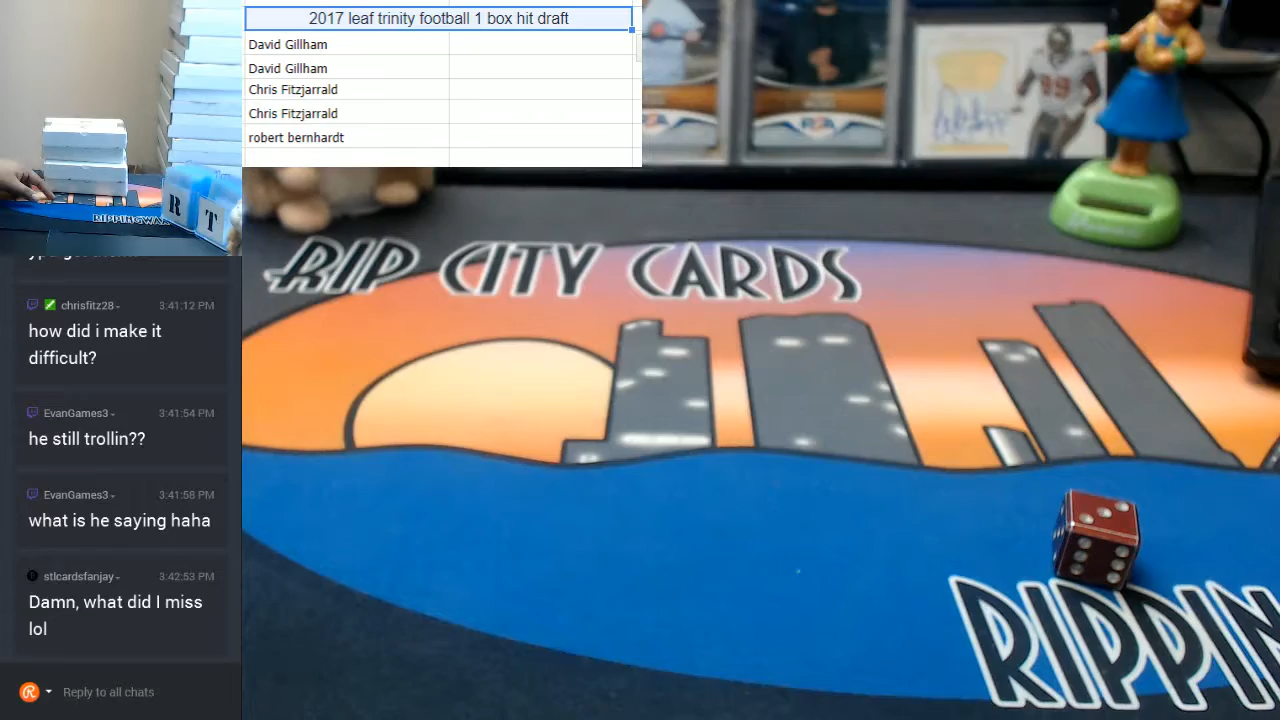 2017 leaf trinity football 1 box hit draft
David Gillham
David Gillham
Chris Fitzjarrald
Chris Fitzjarrald
robert bernhardt
R T
chrisfitz28
3:41:12 PM
how did i make it
difficult?
EvanGames3
3:41:54 PM
he still trollin??
EvanGames3
3:41:58 PM
what is he saying haha
stlcardsfanjay
3:42:53 PM
Damn, what did I miss
lol
Reply to all chats
RIP CITY CARDS
99